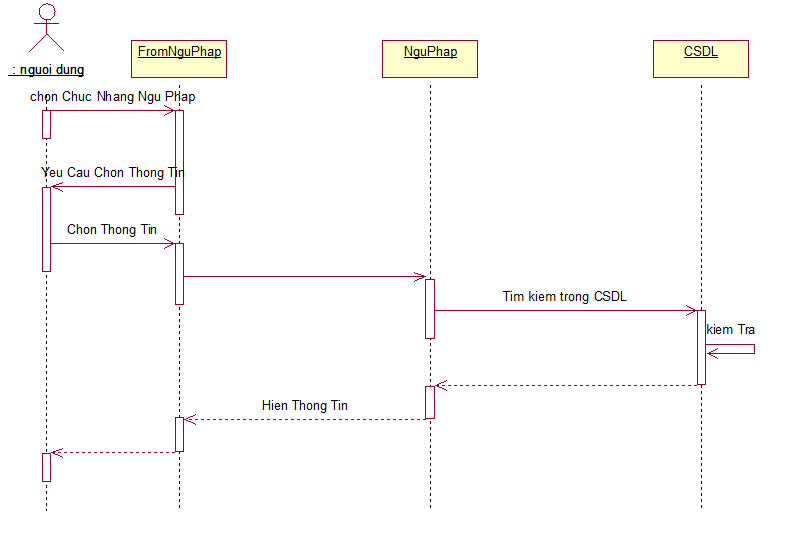 : nguoi dung
FromNguPhap
NguPhap
CSDL
chon Chuc Nhang Ngu Phap
Yeu Cau Chon Thong Tin
Chon Thong Tin
Tim kiem trong CSDL
kiem Tra
Hien Thong Tin